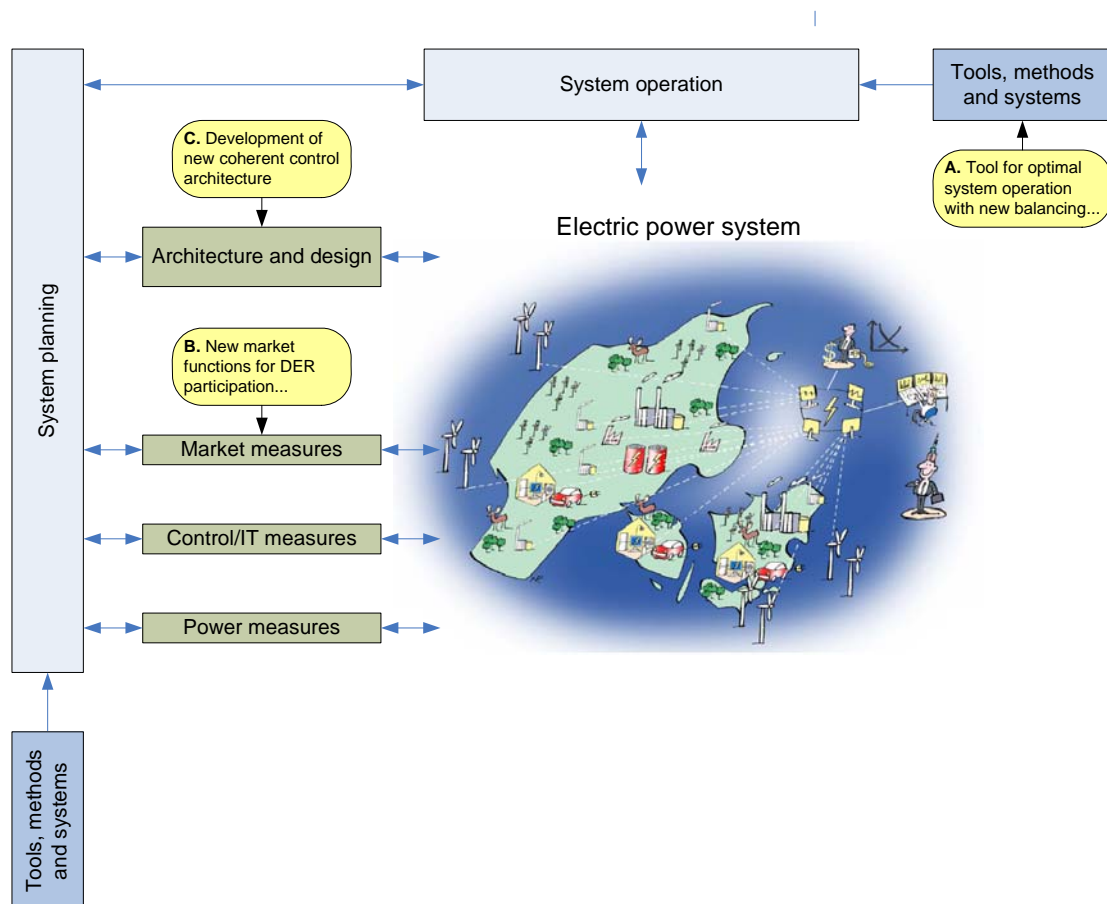 System operation
Tools, methods
and systems
C. Development of
new coherent control
architecture
A. Tool for optimal
system operation
with new balancing...
Electric power system
Architecture and design
System planning
B. New market
functions for DER
participation...
Market measures
Control/IT measures
Power measures
Tools, methods
and systems